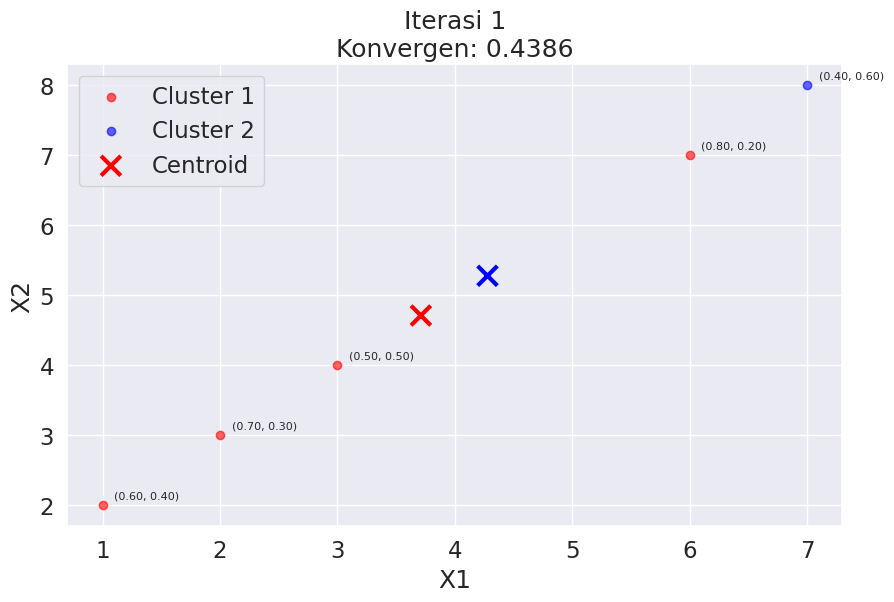 Iterasi 1
Konvergen: 0.4386
Cluster 1
Cluster 2
Centroid
(0.40, 0.60)
(0.80, 0.20)
(0.50, 0.50)
(0.70, 0.30)
(0.60, 0.40)
X2
8
7
6
5
4
3
2
1 2 3 4 5 6 7
X1